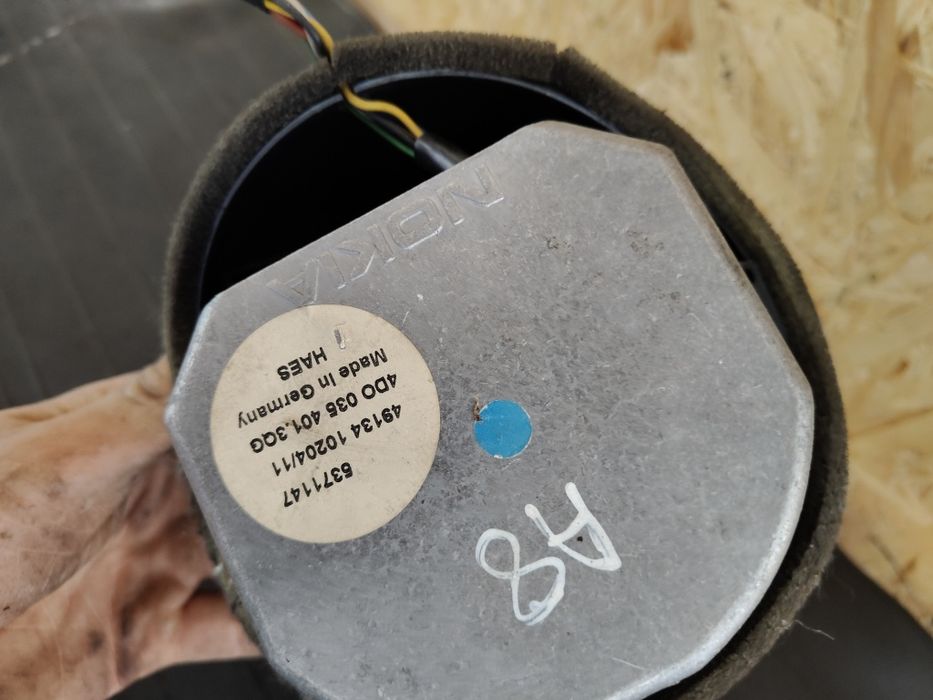 NOKIA
5371147
49134 10204/11
4DO 035 401.3QG
Made In Germany
HAES
A8